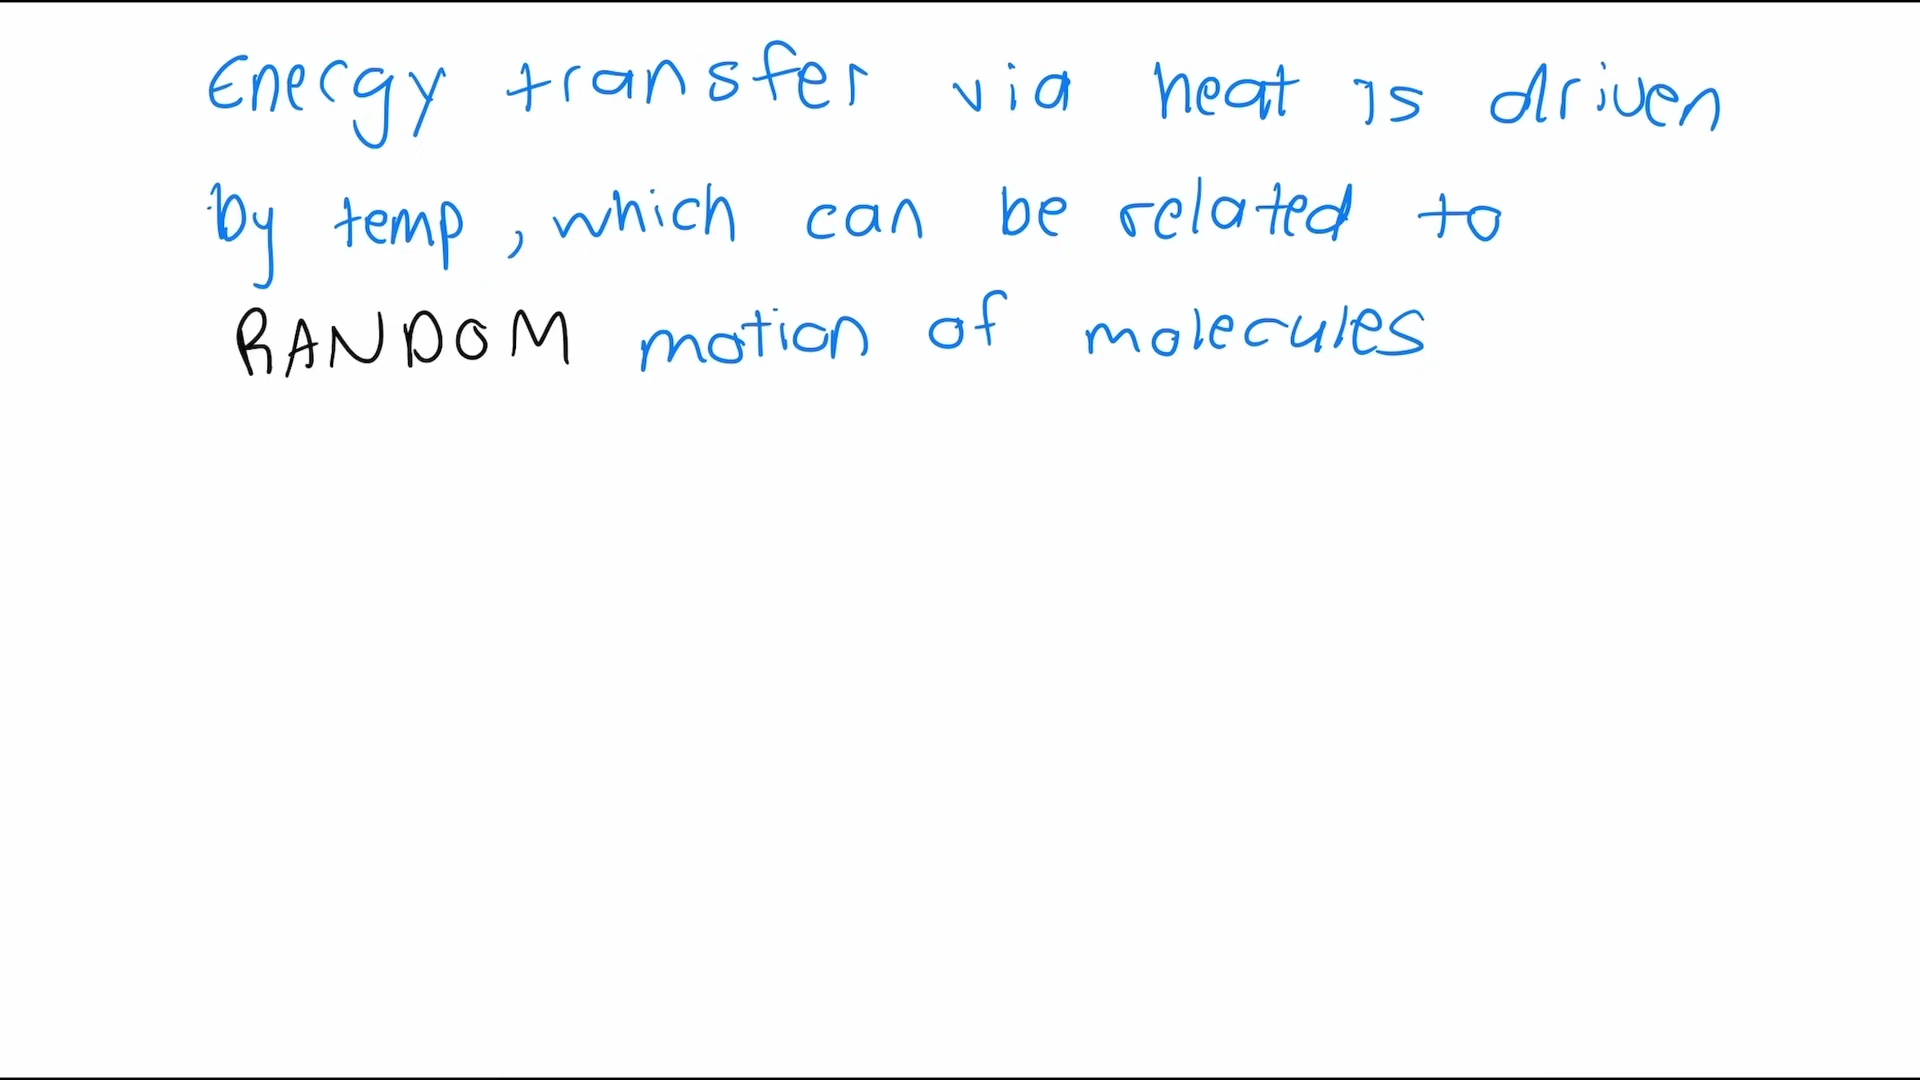 Energy transfer via heat is driven
by temp, which can be related to
RANDOM motion of molecules